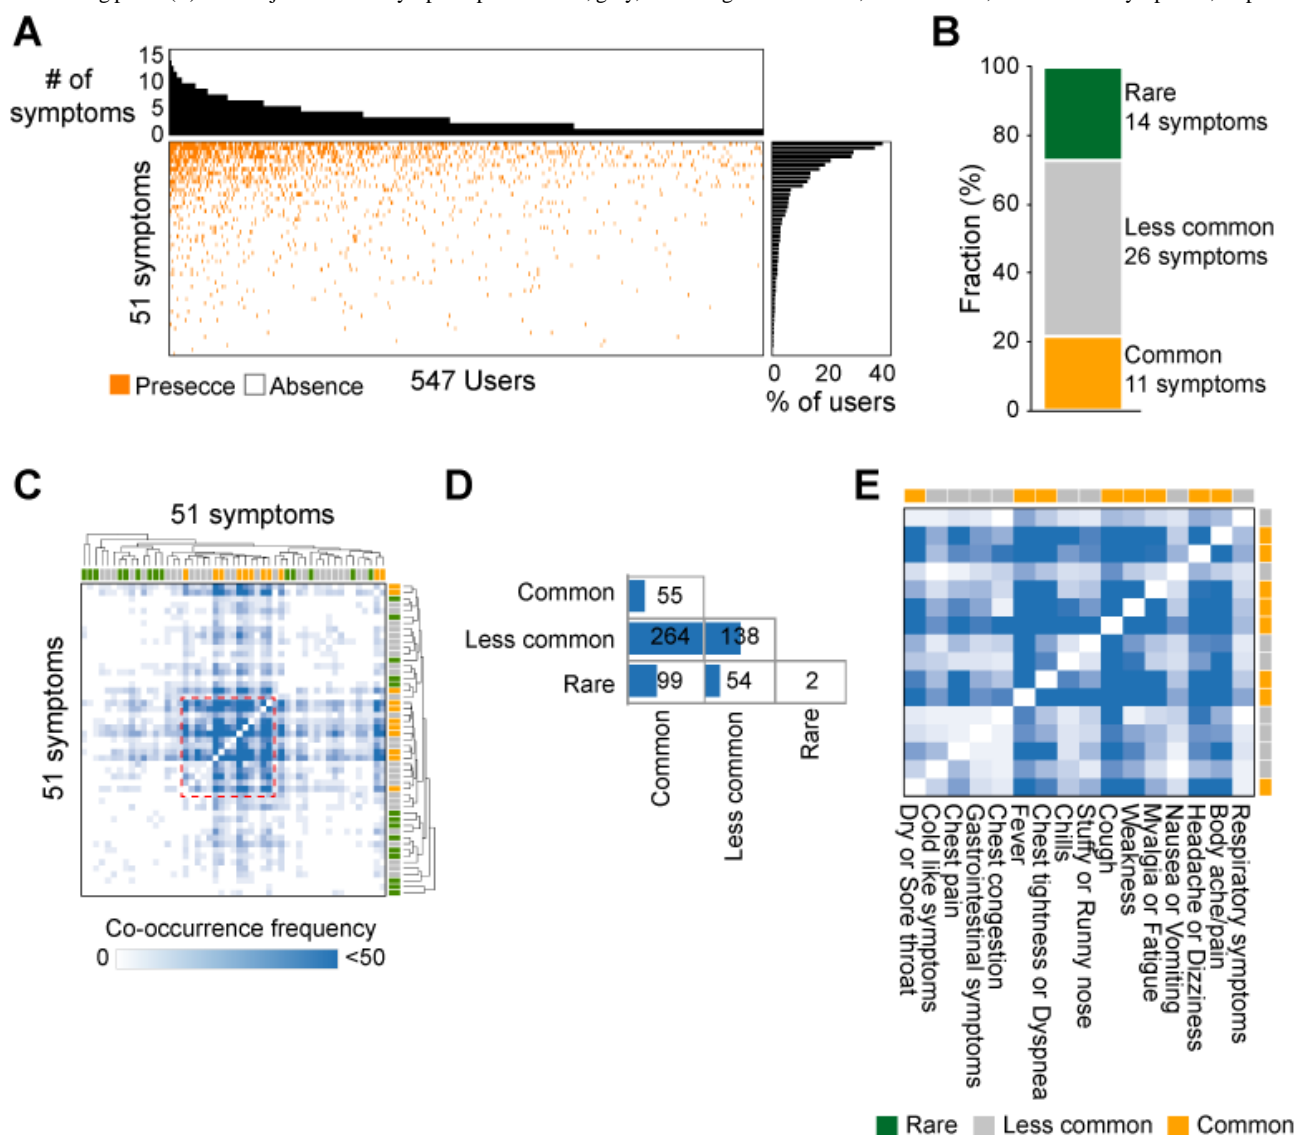 A
# of
symptoms
15
10
5
0
51 symptoms
Presecce
Absence
547 Users
0
20
40
% of users
B
Fraction (%)
100
80
60
40
20
0
Rare
14 symptoms
Less common
26 symptoms
Common
11 symptoms
C
51 symptoms
51 symptoms
Co-occurrence frequency
0
<50
D
Common
55
Less common
264
138
Rare
99
54
2
Common
Less common
Rare
E
Dry or Sore throat
Cold like symptoms
Chest pain
Gastrointestinal symptoms
Chest congestion
Fever
Chest tightness or Dyspnea
Chills
Stuffy or Runny nose
Cough
Weakness
Myalgia or Fatigue
Nausea or Vomiting
Headache or Dizziness
Body ache/pain
Respiratory symptoms
Rare
Less common
Common